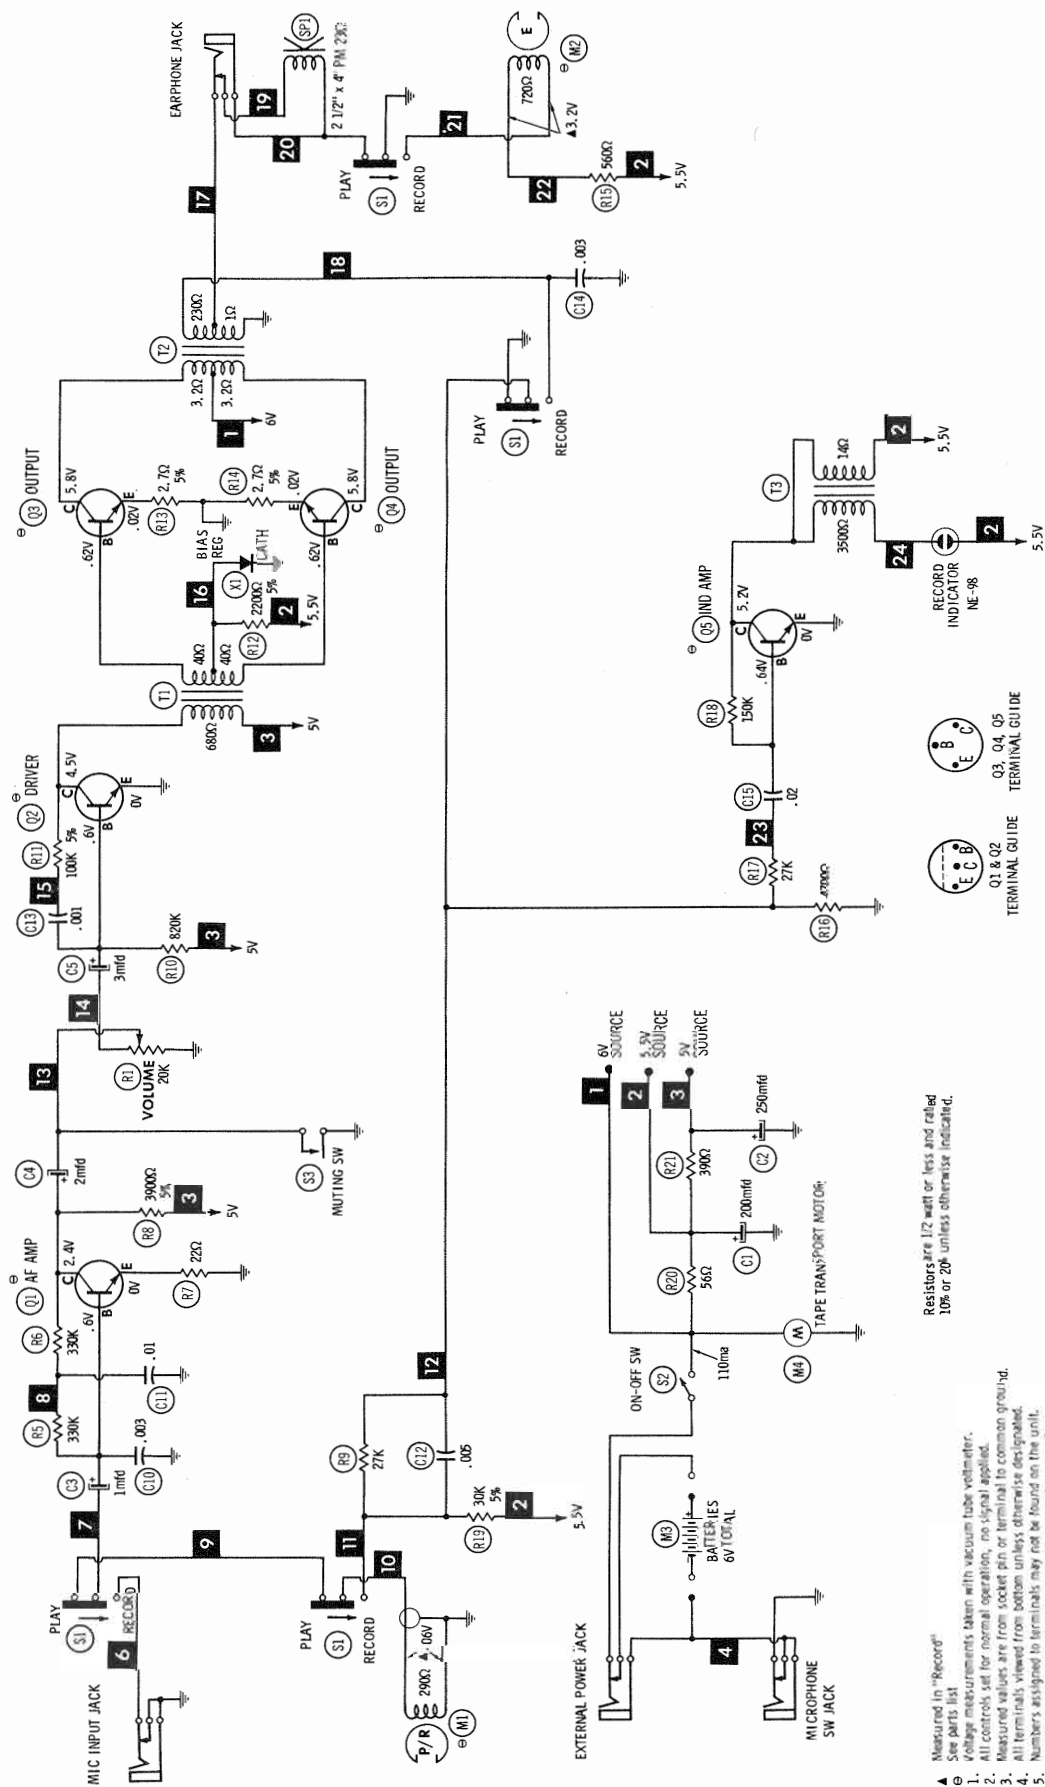 MIC INPUT JACK
6
PLAY
S1
RECORD
7
9
C3
1mfd
R5
330K
8
C10
.003
R6
330K
C11
.01
Q1 AF AMP
C 2.4V
.6V
B
E
0V
R7
22Ω
R8
3900Ω
5%
3
5V
C4
2mfd
S3
MUTING SW
13
R1
VOLUME
20K
14
C5
3mfd
R10
820K
3
5V
C13
.001
15
R11
100K
5%
Q2 DRIVER
C 4.5V
.6V
B
E
0V
T1
680Ω
3
5V
40Ω
40Ω
R12
2200Ω
5%
2
5.5V
16
X1
CATH
BIAS
REG
Q3 OUTPUT
C 5.8V
.62V
B
E
.02V
R13
2.7Ω
5%
R14
2.7Ω
5%
.02V
E
C 5.8V
.62V
B
Q4 OUTPUT
T2
3.2Ω
3.2Ω
1
6V
230Ω
1Ω
17
18
C14
.003
EARPHONE JACK
19
20
SP1
2 1/2" x 4" PM 23Ω
PLAY
S1
RECORD
21
720Ω
E
M2
▲3.2V
22
R15
560Ω
2
5.5V
PLAY
S1
RECORD
P/R
M1
290Ω
▲.06V
PLAY
S1
RECORD
10
11
R9
27K
C12
.005
R19
30K
5%
2
5.5V
12
R16
R17
27K
23
C15
.02
R18
150K
Q5 IND AMP
C 5.2V
.64V
B
E
0V
T3
3500Ω
14Ω
2
5.5V
24
RECORD
INDICATOR
NE-98
2
5.5V
EXTERNAL POWER JACK
MICROPHONE
SW JACK
4
M3
BATTERIES
6V TOTAL
ON-OFF SW
S2
110ma
M4
TAPE TRANSPORT MOTOR
M
R20
56Ω
C1
200mfd
R21
390Ω
C2
250mfd
1
6V
SOURCE
2
5.5V
SOURCE
3
5V
SOURCE
E C B
Q1 & Q2
TERMINAL GUIDE
B
E C
Q3, Q4, Q5
TERMINAL GUIDE
Resistors are 1/2 watt or less and rated
10% or 20% unless otherwise indicated.
▲ Measured in "Record"
⊖ See parts list
1. Voltage measurements taken with vacuum tube voltmeter.
2. All controls set for normal operation, no signal applied.
3. Measured values are from socket pin or terminal to common ground.
4. All terminals viewed from bottom unless otherwise designated.
5. Numbers assigned to terminals may not be found on the unit.